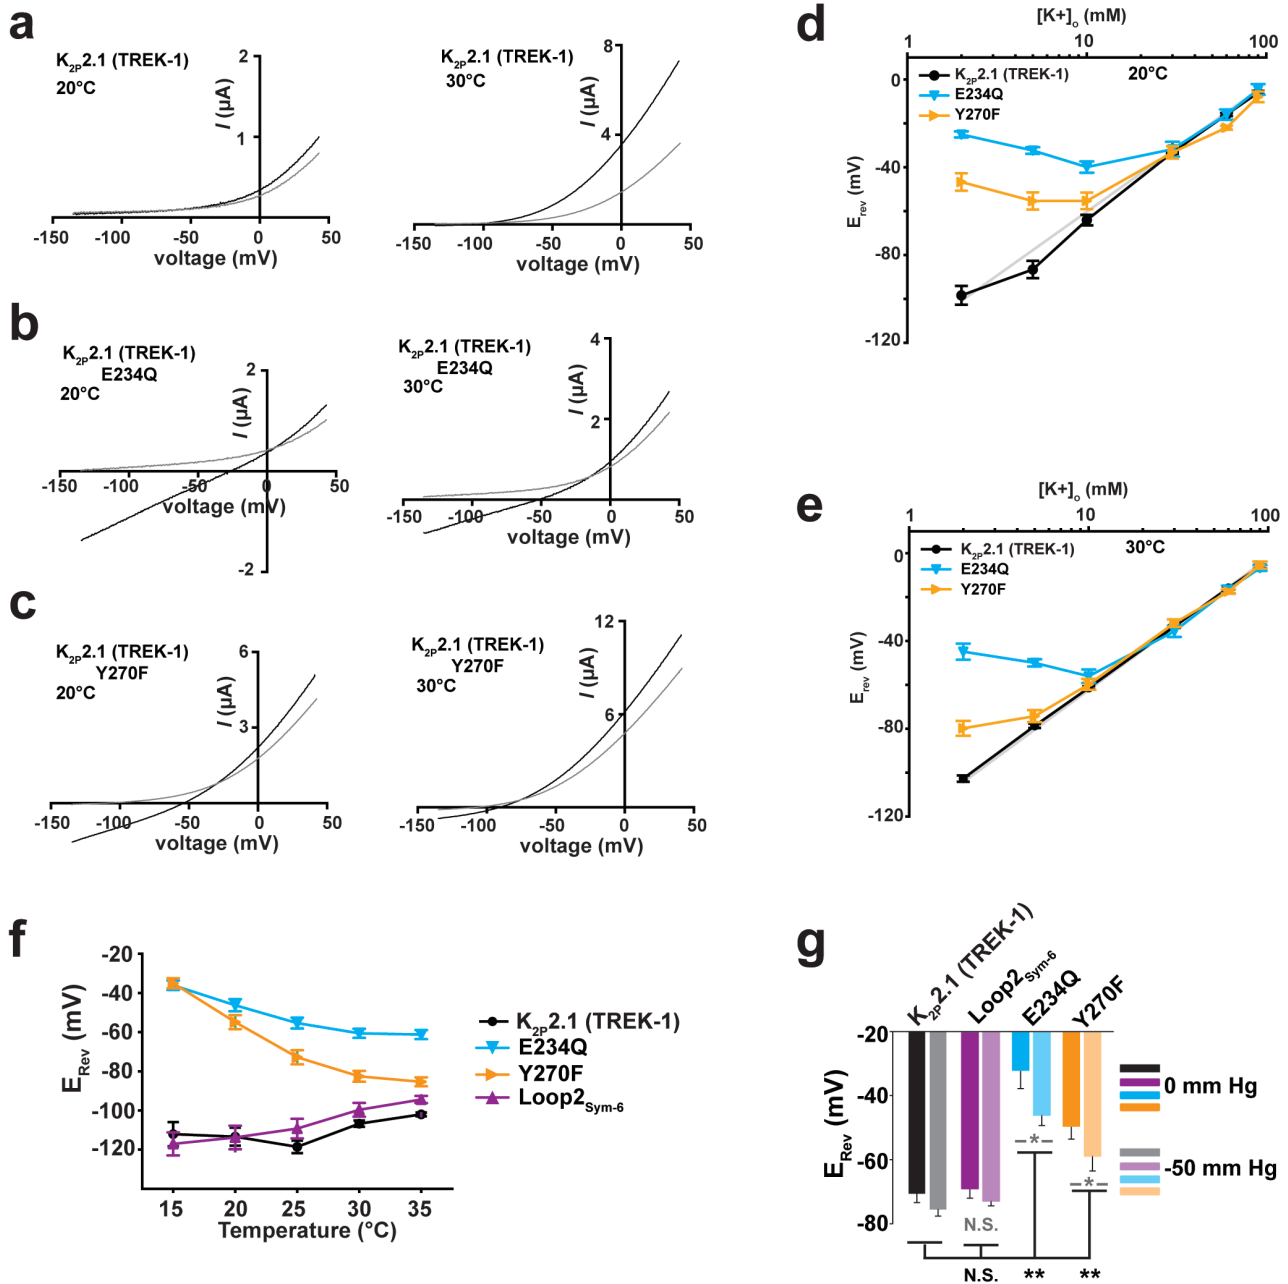 a
K2P2.1 (TREK-1)
20°C
2
1
I (µA)
-150 -100 -50 0 50
voltage (mV)
K2P2.1 (TREK-1)
30°C
8
4
I (µA)
-150 -100 -50 0 50
voltage (mV)
b
K2P2.1 (TREK-1)
E234Q
20°C
2
I (µA)
-150 -100 -50 0 50
voltage (mV)
-2
K2P2.1 (TREK-1)
E234Q
30°C
4
2
I (µA)
-150 -100 -50 0 50
voltage (mV)
c
K2P2.1 (TREK-1)
Y270F
20°C
6
3
I (µA)
-150 -100 -50 0 50
voltage (mV)
K2P2.1 (TREK-1)
Y270F
30°C
12
6
I (µA)
-150 -100 -50 0 50
voltage (mV)
d
[K+]o (mM)
1 10 100
K2P2.1 (TREK-1)
E234Q
Y270F
20°C
0
-40
-80
-120
Erev (mV)
e
[K+]o (mM)
1 10 100
K2P2.1 (TREK-1)
E234Q
Y270F
30°C
0
-40
-80
-120
Erev (mV)
f
-20
-40
-60
-80
-100
-120
ERev (mV)
15 20 25 30 35
Temperature (°C)
K2P2.1 (TREK-1)
E234Q
Y270F
Loop2Sym-6
g
K2P2.1 (TREK-1)
Loop2Sym-6
E234Q
Y270F
-20
-40
-60
-80
ERev (mV)
0 mm Hg
-50 mm Hg
N.S.
*
*
N.S.
**
**